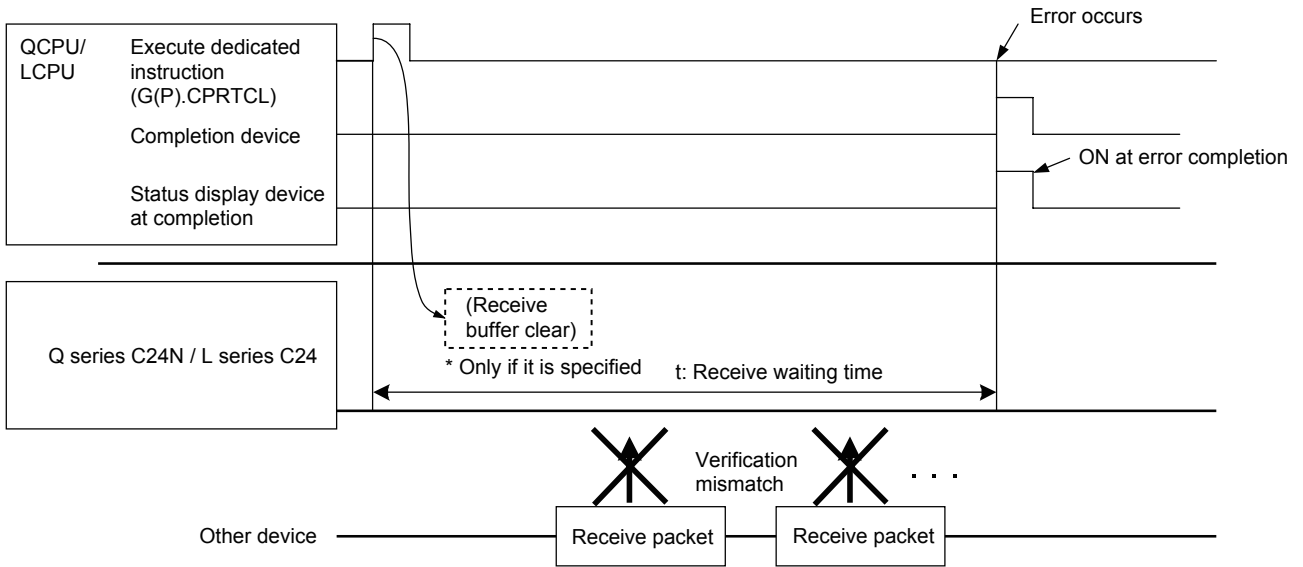 Error occurs
QCPU/
LCPU
Execute dedicated
instruction
(G(P).CPRTCL)
Completion device
ON at error completion
Status display device
at completion
(Receive
buffer clear)
Q series C24N / L series C24
* Only if it is specified
t: Receive waiting time
Verification
mismatch
. . .
Other device
Receive packet
Receive packet